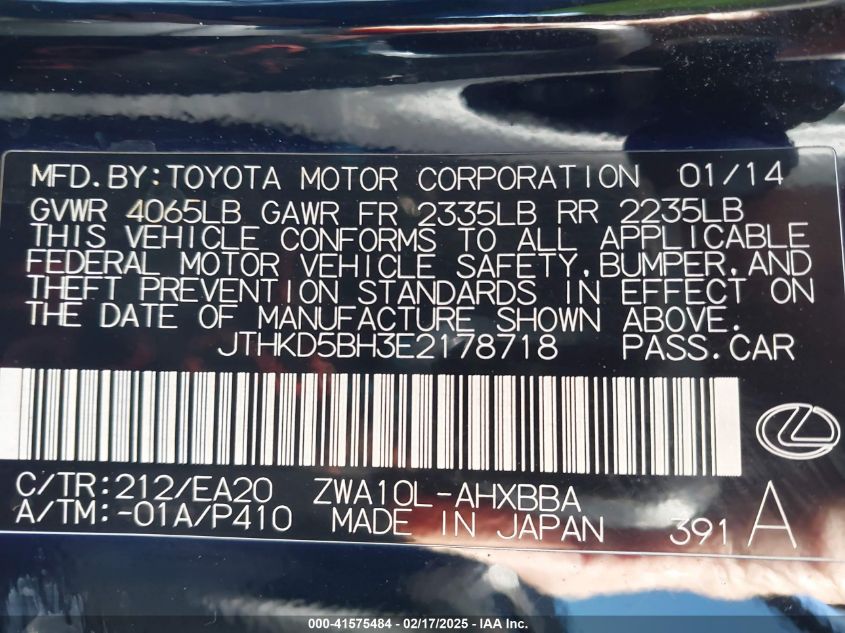 MFD.BY:TOYOTA MOTOR CORPORATION 01/14
GVWR 4065LB GAWR FR 2335LB RR 2235LB
THIS VEHICLE CONFORMS TO ALL APPLICABLE
FEDERAL MOTOR VEHICLE SAFETY,BUMPER,AND
THEFT PREVENTION STANDARDS IN EFFECT ON
THE DATE OF MANUFACTURE SHOWN ABOVE.
JTHKD5BH3E2178718 PASS.CAR
C/TR:212/EA20 ZWA10L-AHXBBA
A/TM:-01A/P410 MADE IN JAPAN 391 A
000-41575484 - 02/17/2025 - IAA Inc.